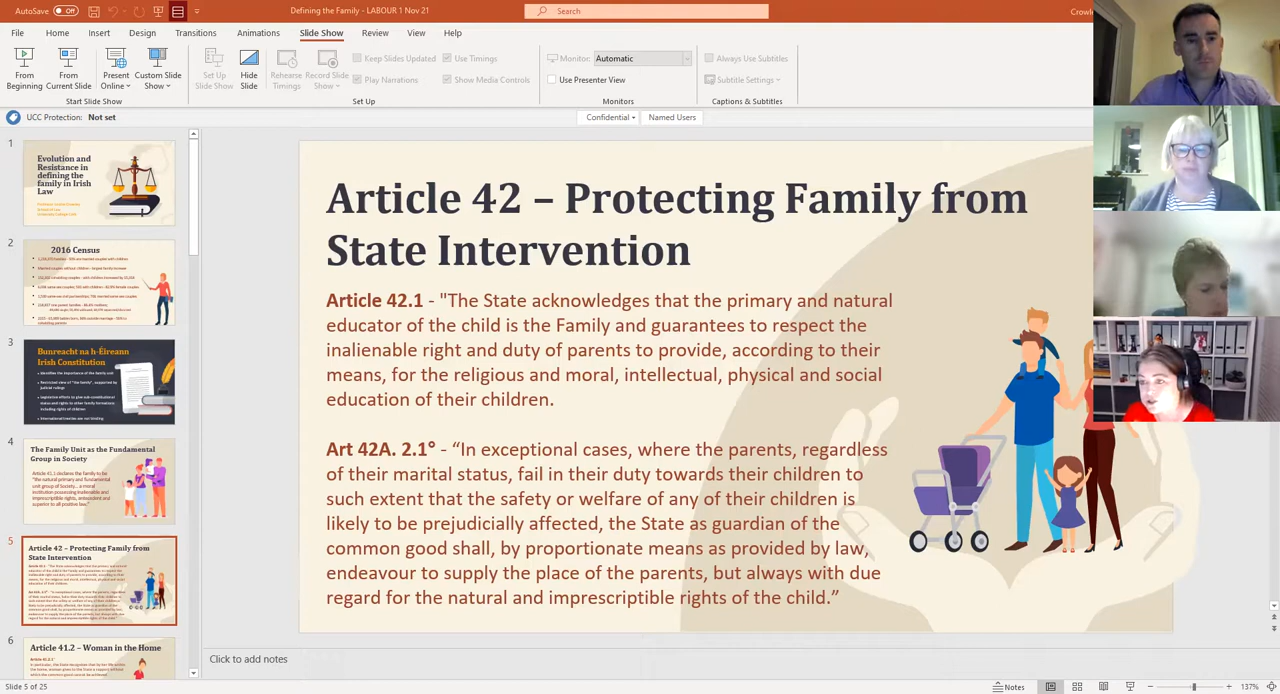 AutoSave Off
Defining the Family - LABOUR 1 Nov 21
Search
Crowle
File Home Insert Design Transitions Animations Slide Show Review View Help
From Beginning
From Current Slide
Present Online
Custom Slide Show
Start Slide Show
Set Up Slide Show
Hide Slide
Rehearse Timings
Record Slide Show
Keep Slides Updated
Play Narrations
Use Timings
Show Media Controls
Set Up
Monitor: Automatic
Use Presenter View
Monitors
Always Use Subtitles
Subtitle Settings
Captions & Subtitles
UCC Protection: Not set
Confidential
Named Users
1
Evolution and
Resistance in
defining the
family in Irish
Law
2
2016 Census
3
Bunreacht na h-Éireann
Irish Constitution
4
The Family Unit as the Fundamental
Group in Society
5
Article 42 – Protecting Family from
State Intervention
6
Article 41.2 – Woman in the Home
Article 42 – Protecting Family from
State Intervention
Article 42.1 - "The State acknowledges that the primary and natural
educator of the child is the Family and guarantees to respect the
inalienable right and duty of parents to provide, according to their
means, for the religious and moral, intellectual, physical and social
education of their children.
Art 42A. 2.1° - “In exceptional cases, where the parents, regardless
of their marital status, fail in their duty towards their children to
such extent that the safety or welfare of any of their children is
likely to be prejudicially affected, the State as guardian of the
common good shall, by proportionate means as provided by law,
endeavour to supply the place of the parents, but always with due
regard for the natural and imprescriptible rights of the child.”
Click to add notes
Slide 5 of 25
Notes
137%